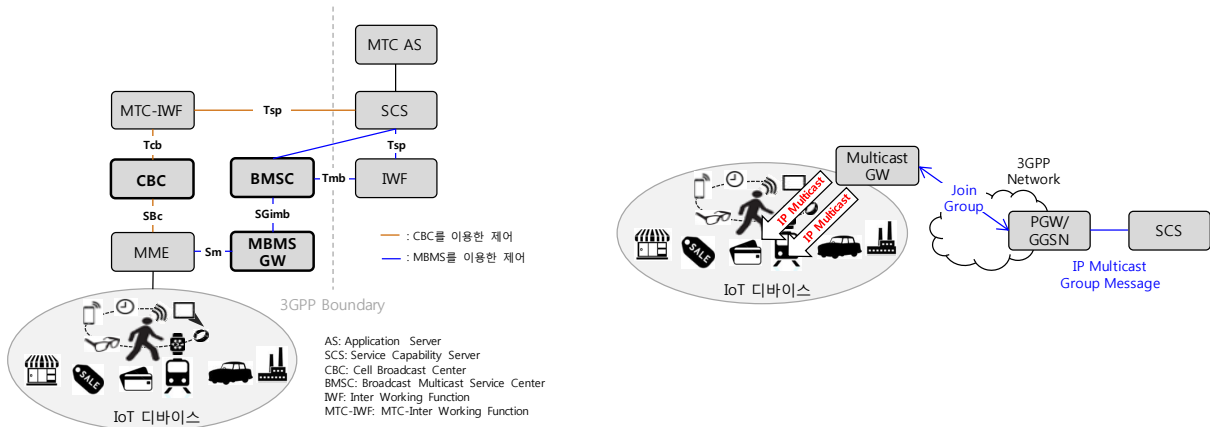 MTC AS
MTC-IWF
Tsp
SCS
Tcb
Tsp
CBC
BMSC
Tmb
IWF
SBc
SGimb
MME
Sm
MBMS
GW
: CBC를 이용한 제어
: MBMS를 이용한 제어
3GPP Boundary
SALE
IoT 디바이스
AS: Application Server
SCS: Service Capability Server
CBC: Cell Broadcast Center
BMSC: Broadcast Multicast Service Center
IWF: Inter Working Function
MTC-IWF: MTC-Inter Working Function
Multicast
GW
IP Multicast
IP Multicast
SALE
IoT 디바이스
3GPP
Network
Join
Group
PGW/
GGSN
SCS
IP Multicast
Group Message